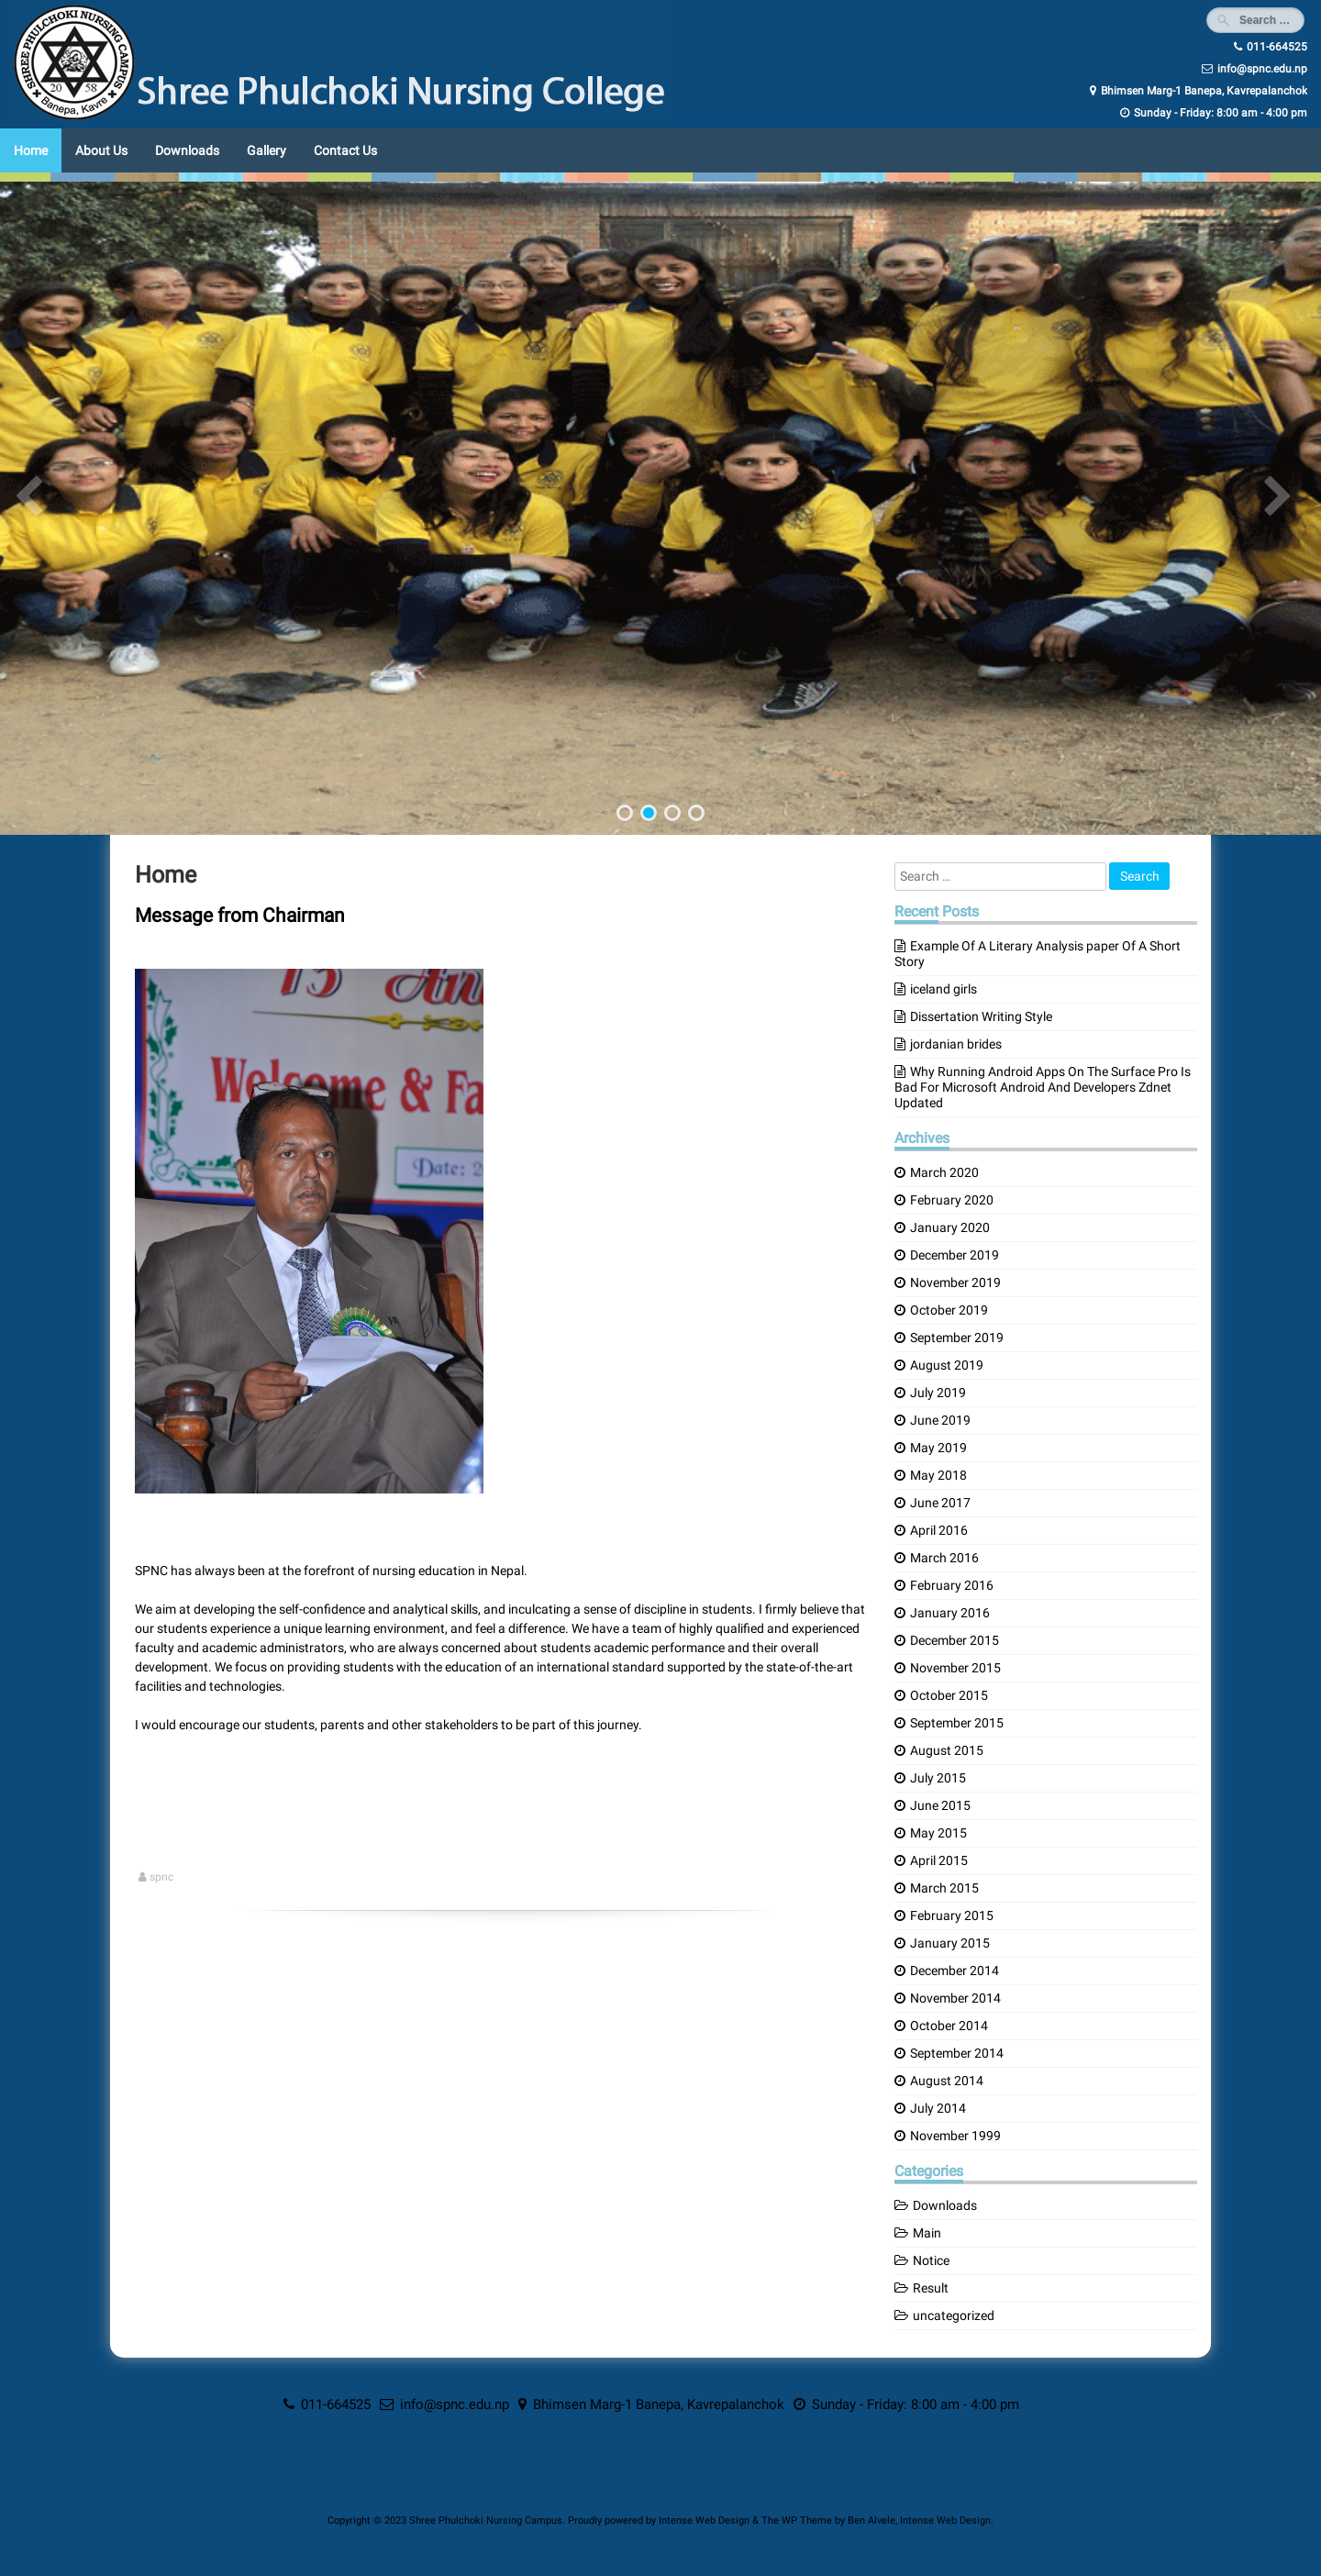 SHREE PHULCHOKI NURSING CAMPUS
20 58
Banepa, Kavre
Shree Phulchoki Nursing College
Search ...
011-664525
info@spnc.edu.np
Bhimsen Marg-1 Banepa, Kavrepalanchok
Sunday - Friday: 8:00 am - 4:00 pm
Home
About Us
Downloads
Gallery
Contact Us
Home
Message from Chairman
Welcome & Fa
Date: 2
SPNC has always been at the forefront of nursing education in Nepal.
We aim at developing the self-confidence and analytical skills, and inculcating a sense of discipline in students. I firmly believe that
our students experience a unique learning environment, and feel a difference. We have a team of highly qualified and experienced
faculty and academic administrators, who are always concerned about students academic performance and their overall
development. We focus on providing students with the education of an international standard supported by the state-of-the-art
facilities and technologies.
I would encourage our students, parents and other stakeholders to be part of this journey.
spnc
Search ...
Search
Recent Posts
Example Of A Literary Analysis paper Of A Short
Story
iceland girls
Dissertation Writing Style
jordanian brides
Why Running Android Apps On The Surface Pro Is
Bad For Microsoft Android And Developers Zdnet
Updated
Archives
March 2020
February 2020
January 2020
December 2019
November 2019
October 2019
September 2019
August 2019
July 2019
June 2019
May 2019
May 2018
June 2017
April 2016
March 2016
February 2016
January 2016
December 2015
November 2015
October 2015
September 2015
August 2015
July 2015
June 2015
May 2015
April 2015
March 2015
February 2015
January 2015
December 2014
November 2014
October 2014
September 2014
August 2014
July 2014
November 1999
Categories
Downloads
Main
Notice
Result
uncategorized
011-664525 info@spnc.edu.np Bhimsen Marg-1 Banepa, Kavrepalanchok Sunday - Friday: 8:00 am - 4:00 pm
Copyright © 2023 Shree Phulchoki Nursing Campus. Proudly powered by Intense Web Design & The WP Theme by Ben Alvele, Intense Web Design.